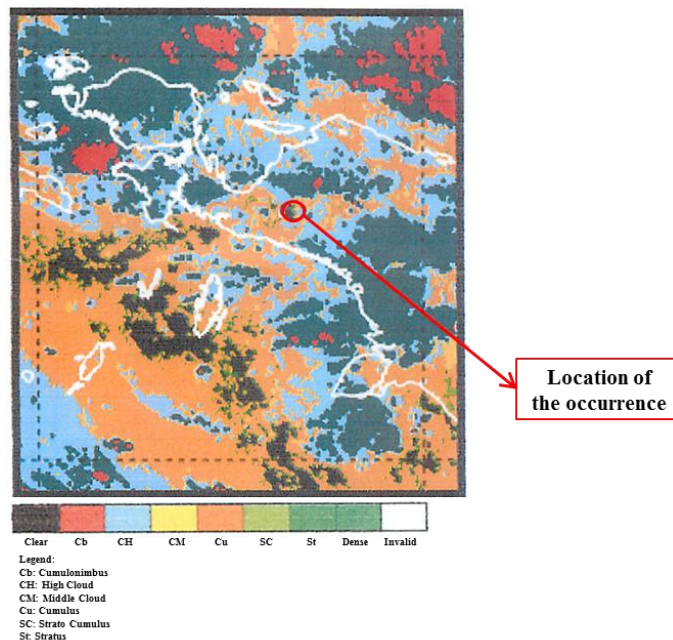 Location of
the occurrence
Clear Cb CH CM Cu SC St Dense Invalid
Legend:
Cb: Cumulonimbus
CH: High Cloud
CM: Middle Cloud
Cu: Cumulus
SC: Strato Cumulus
St: Stratus